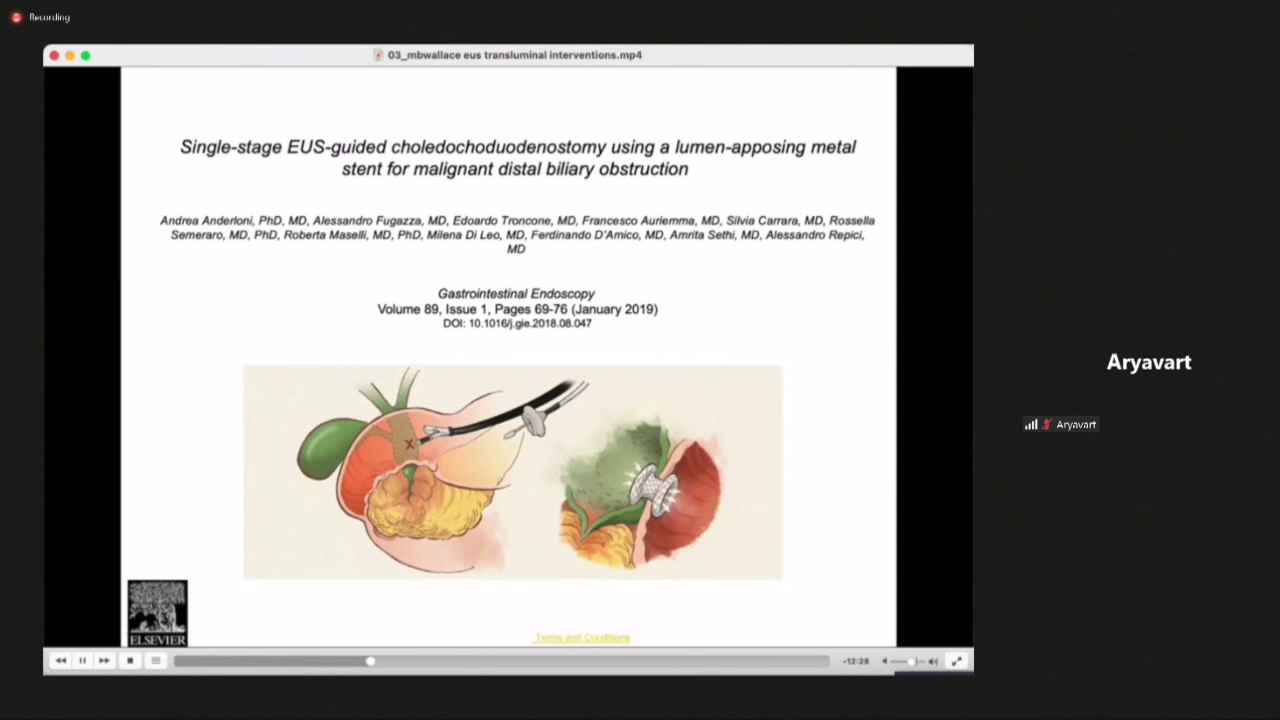 Recording
03_mbwallace eus transluminal interventions.mp4
Single-stage EUS-guided choledochoduodenostomy using a lumen-apposing metal
stent for malignant distal biliary obstruction
Andrea Anderloni, PhD, MD, Alessandro Fugazza, MD, Edoardo Troncone, MD, Francesco Auriemma, MD, Silvia Carrara, MD, Rossella
Semeraro, MD, PhD, Roberta Maselli, MD, PhD, Milena Di Leo, MD, Ferdinando D'Amico, MD, Amrita Sethi, MD, Alessandro Repici,
MD
Gastrointestinal Endoscopy
Volume 89, Issue 1, Pages 69-76 (January 2019)
DOI: 10.1016/j.gie.2018.08.047
X
ELSEVIER
Terms and Conditions
-12:28
Aryavart
Aryavart